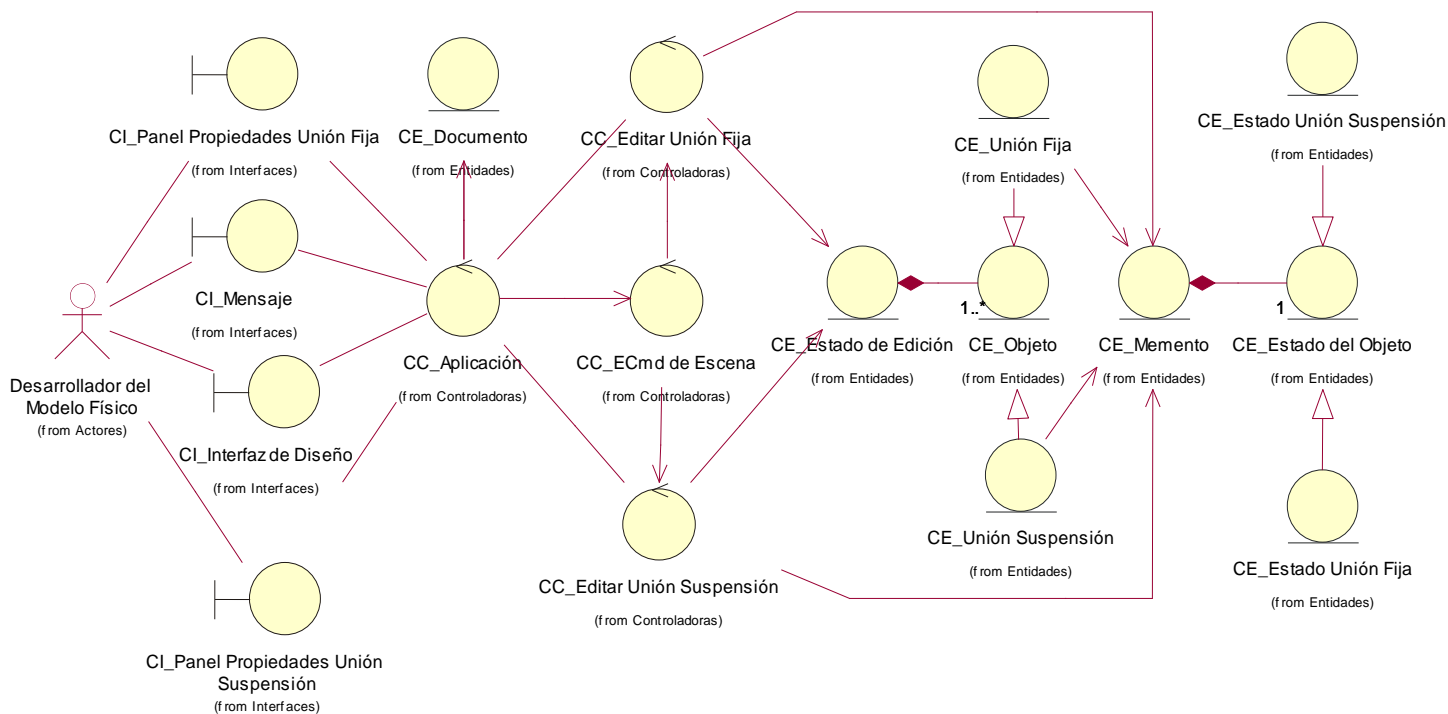 CI_Panel Propiedades Unión Fija
(from Interfaces)
CE_Documento
(from Entidades)
CC_Editar Unión Fija
(from Controladoras)
CE_Unión Fija
(from Entidades)
CE_Estado Unión Suspensión
(from Entidades)
CI_Mensaje
(from Interfaces)
Desarrollador del
Modelo Físico
(from Actores)
CC_Aplicación
(from Controladoras)
CC_ECmd de Escena
(from Controladoras)
CE_Estado de Edición
(from Entidades)
1..*
CE_Objeto
(from Entidades)
CE_Memento
(from Entidades)
1
CE_Estado del Objeto
(from Entidades)
CI_Interfaz de Diseño
(from Interfaces)
CC_Editar Unión Suspensión
(from Controladoras)
CE_Unión Suspensión
(from Entidades)
CE_Estado Unión Fija
(from Entidades)
CI_Panel Propiedades Unión
Suspensión
(from Interfaces)